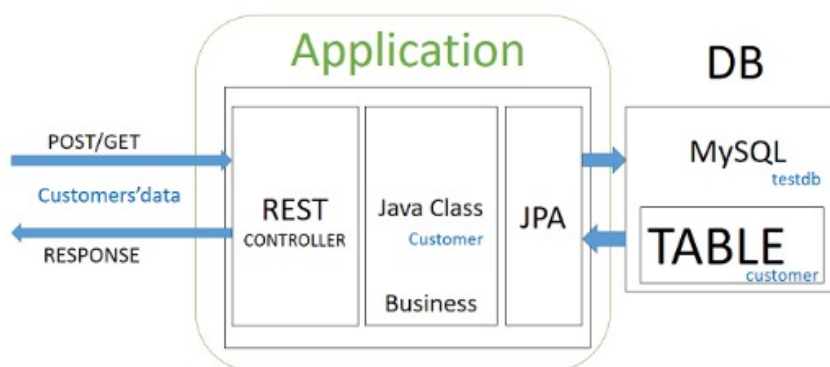 Application
DB
POST/GET
Customers'data
RESPONSE
REST
CONTROLLER
Java Class
Customer
Business
JPA
MySQL
testdb
TABLE
customer